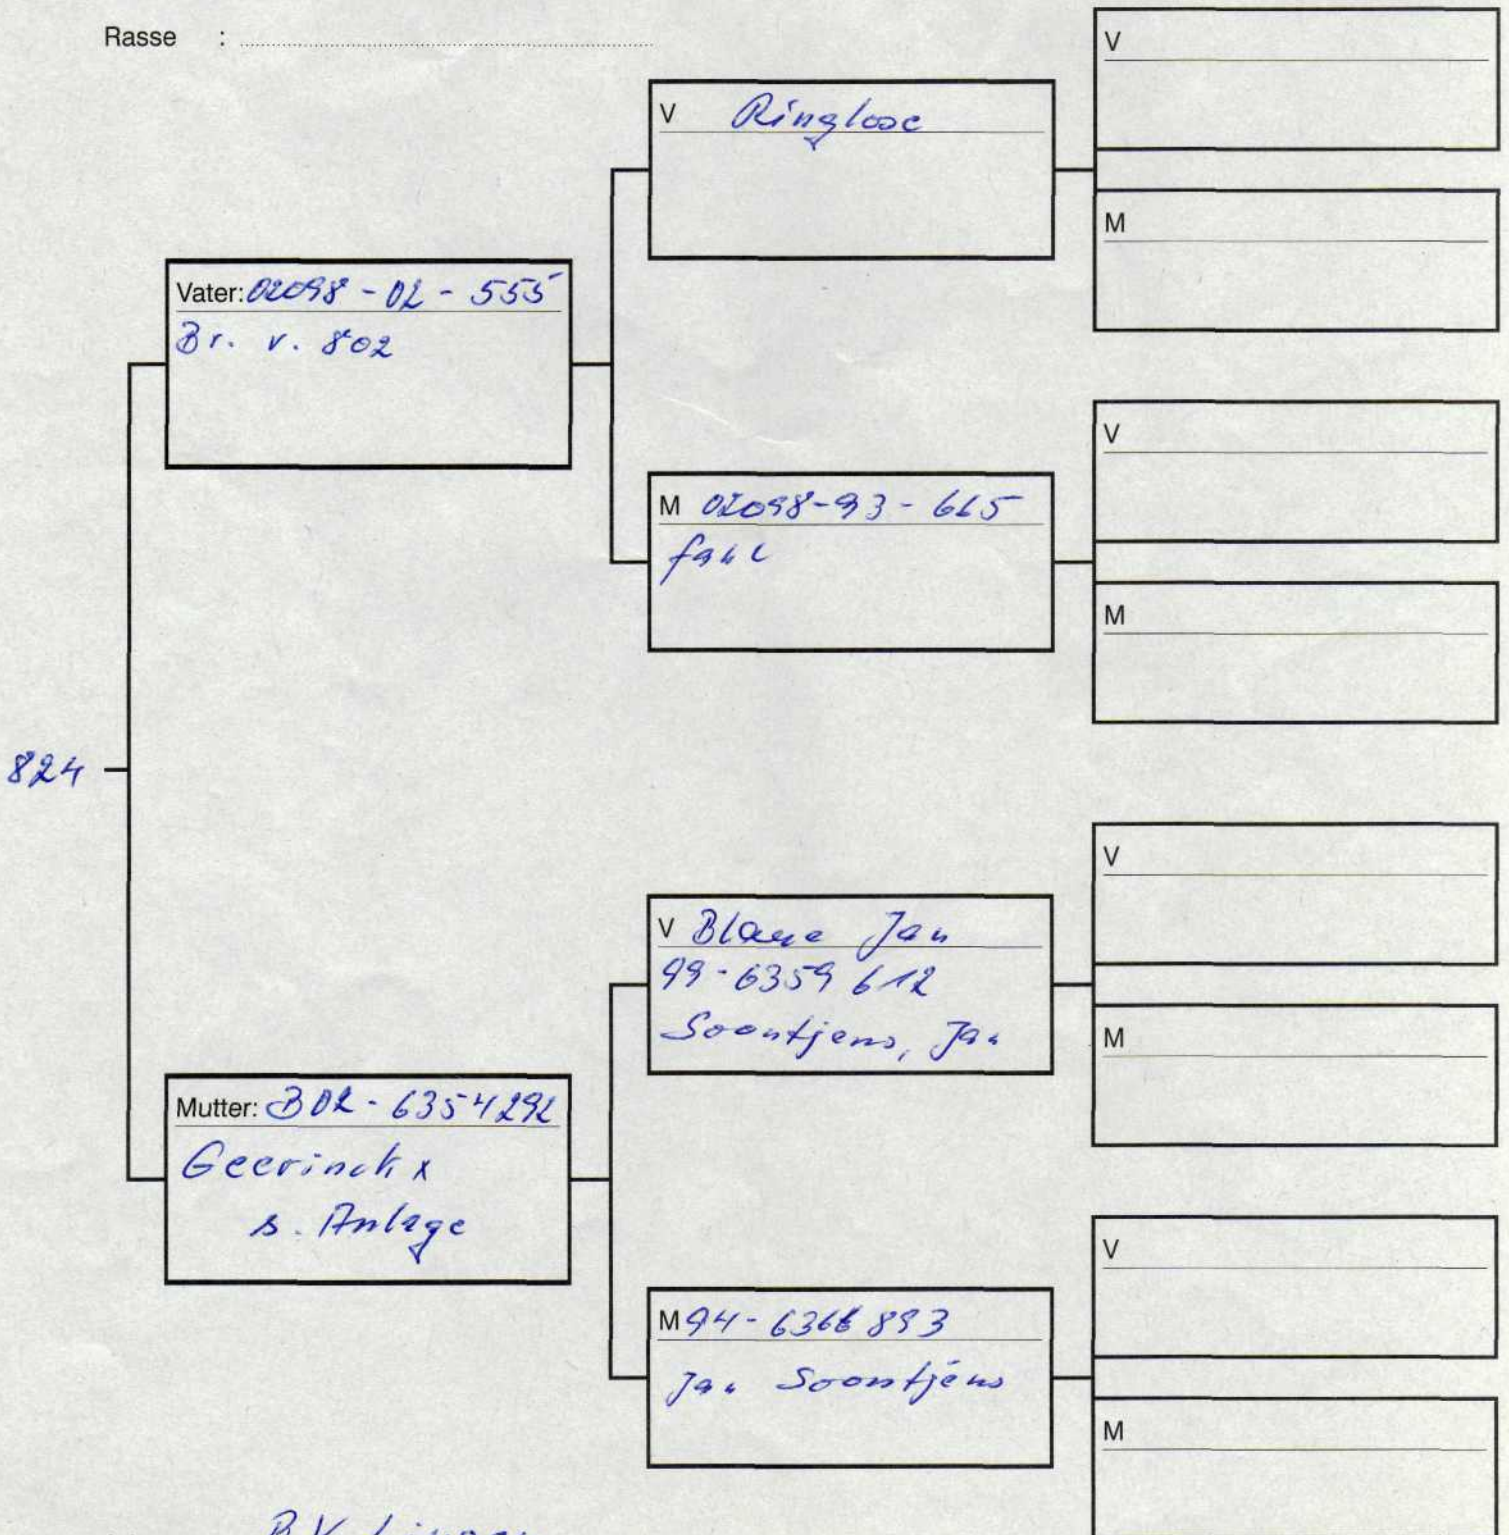 Rasse :
V
V Ringlose
M
Vater: 02098-02-555
Br. v. 802
V
M 02098-93-665
fahl
M
824
V
V Blaue Jan
99-6359612
Soontjens, Jan
M
Mutter: B02-6354292
Geerinckx
s. Anlage
V
M 94-6366893
Jan Soontjens
M